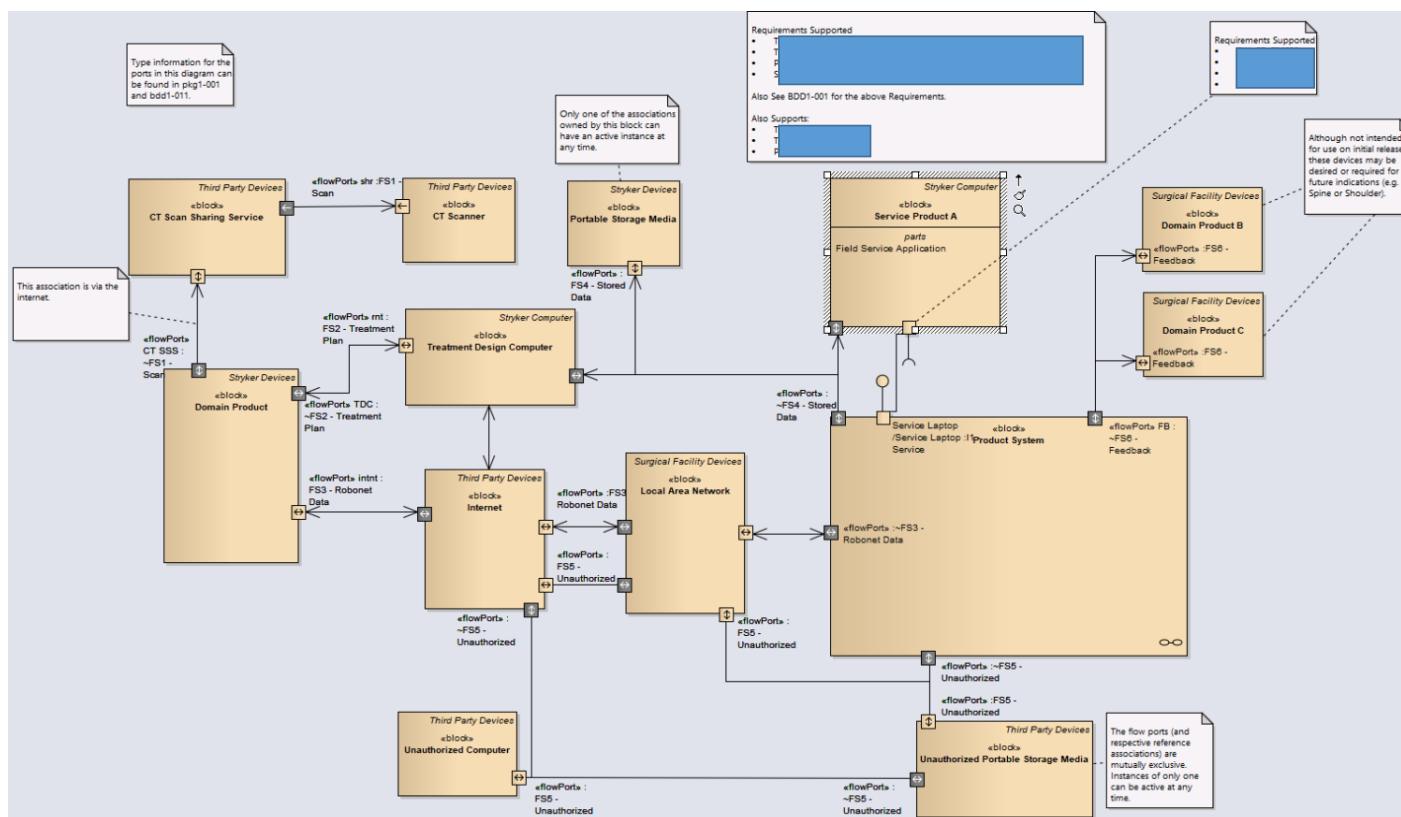 Type information for the
ports in this diagram can
be found in pkg1-001
and bdd1-011.
Only one of the associations
owned by this block can
have an active instance at
any time.
Requirements Supported
• T
• T
• P
• S
Also See BDD1-001 for the above Requirements.
Also Supports:
• T
• T
• P
Requirements Supported
Although not intended
for use on initial release
these devices may be
desired or required for
future indications (e.g.
Spine or Shoulder).
Third Party Devices
«block»
CT Scan Sharing Service
«flowPort» shr :FS1 -
Scan
Third Party Devices
«block»
CT Scanner
Stryker Devices
«block»
Portable Storage Media
«flowPort» :
FS4 - Stored
Data
Stryker Computer
«block»
Service Product A
parts
Field Service Application
Surgical Facility Devices
«block»
Domain Product B
«flowPort» :FS6 -
Feedback
Surgical Facility Devices
«block»
Domain Product C
«flowPort» :FS6 -
Feedback
This association is via the
internet.
«flowPort»
CT SSS :
~FS1 -
Scan
«flowPort» rnt :
FS2 - Treatment
Plan
Stryker Computer
«block»
Treatment Design Computer
Stryker Devices
«block»
Domain Product
«flowPort» TDC :
~FS2 - Treatment
Plan
«flowPort» :
~FS4 - Stored
Data
Service Laptop
/Service Laptop :I1
Service
«block»
Product System
«flowPort» FB :
~FS6 -
Feedback
«flowPort» intnt :
FS3 - Robonet
Data
Third Party Devices
«block»
Internet
«flowPort» :FS3
Robonet Data
«flowPort» :
FS5 -
Unauthorized
Surgical Facility Devices
«block»
Local Area Network
«flowPort» :~FS3 -
Robonet Data
«flowPort» :
~FS5 -
Unauthorized
«flowPort» :
FS5 -
Unauthorized
«flowPort» :~FS5 -
Unauthorized
«flowPort» :FS5 -
Unauthorized
Third Party Devices
«block»
Unauthorized Computer
«flowPort» :
FS5 -
Unauthorized
«flowPort» :
~FS5 -
Unauthorized
Third Party Devices
«block»
Unauthorized Portable Storage Media
The flow ports (and
respective reference
associations) are
mutually exclusive.
Instances of only one
can be active at any
time.